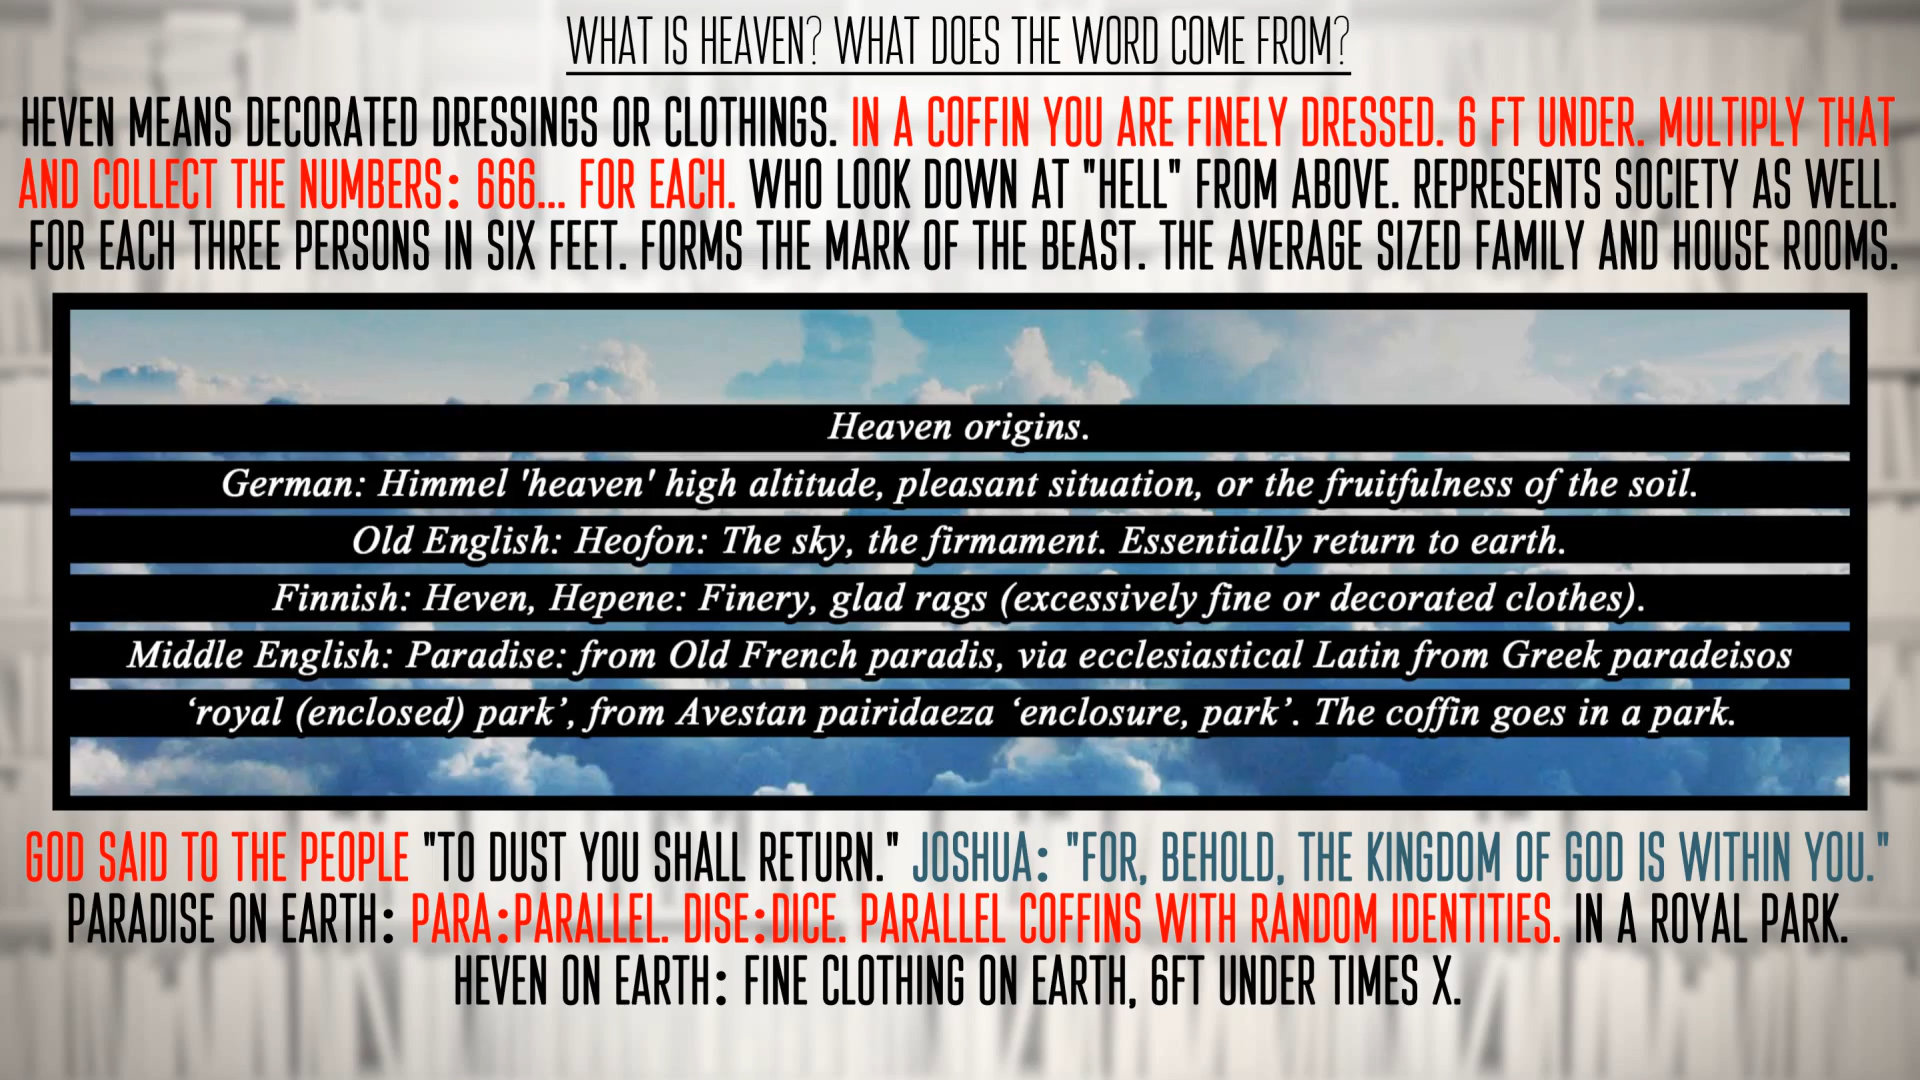 WHAT IS HEAVEN? WHAT DOES THE WORD COME FROM?
HEVEN MEANS DECORATED DRESSINGS OR CLOTHINGS. IN A COFFIN YOU ARE FINELY DRESSED. 6 FT UNDER. MULTIPLY THAT
AND COLLECT THE NUMBERS: 666... FOR EACH. WHO LOOK DOWN AT "HELL" FROM ABOVE. REPRESENTS SOCIETY AS WELL.
FOR EACH THREE PERSONS IN SIX FEET. FORMS THE MARK OF THE BEAST. THE AVERAGE SIZED FAMILY AND HOUSE ROOMS.
Heaven origins.
German: Himmel 'heaven' high altitude, pleasant situation, or the fruitfulness of the soil.
Old English: Heofon: The sky, the firmament. Essentially return to earth.
Finnish: Heven, Hepene: Finery, glad rags (excessively fine or decorated clothes).
Middle English: Paradise: from Old French paradis, via ecclesiastical Latin from Greek paradeisos
‘royal (enclosed) park’, from Avestan pairidaeza ‘enclosure, park’. The coffin goes in a park.
GOD SAID TO THE PEOPLE "TO DUST YOU SHALL RETURN." JOSHUA: "FOR, BEHOLD, THE KINGDOM OF GOD IS WITHIN YOU."
PARADISE ON EARTH: PARA:PARALLEL. DISE:DICE. PARALLEL COFFINS WITH RANDOM IDENTITIES. IN A ROYAL PARK.
HEVEN ON EARTH: FINE CLOTHING ON EARTH, 6FT UNDER TIMES X.